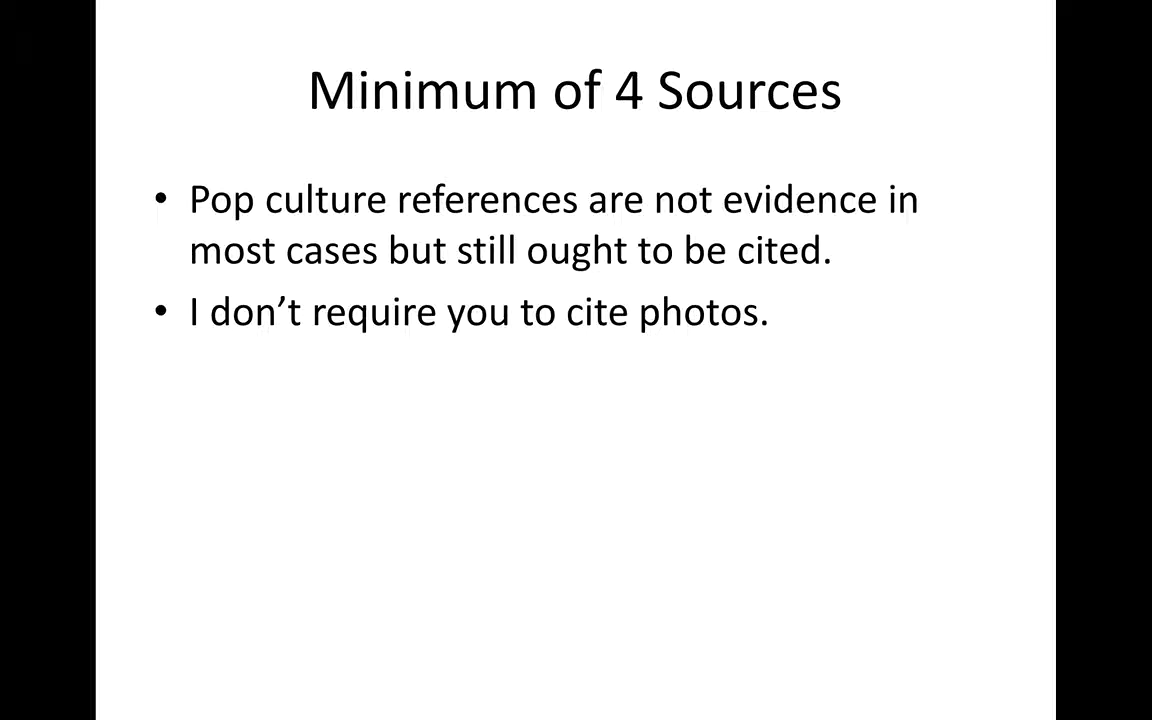 Minimum of 4 Sources
• Pop culture references are not evidence in
most cases but still ought to be cited.
• I don’t require you to cite photos.